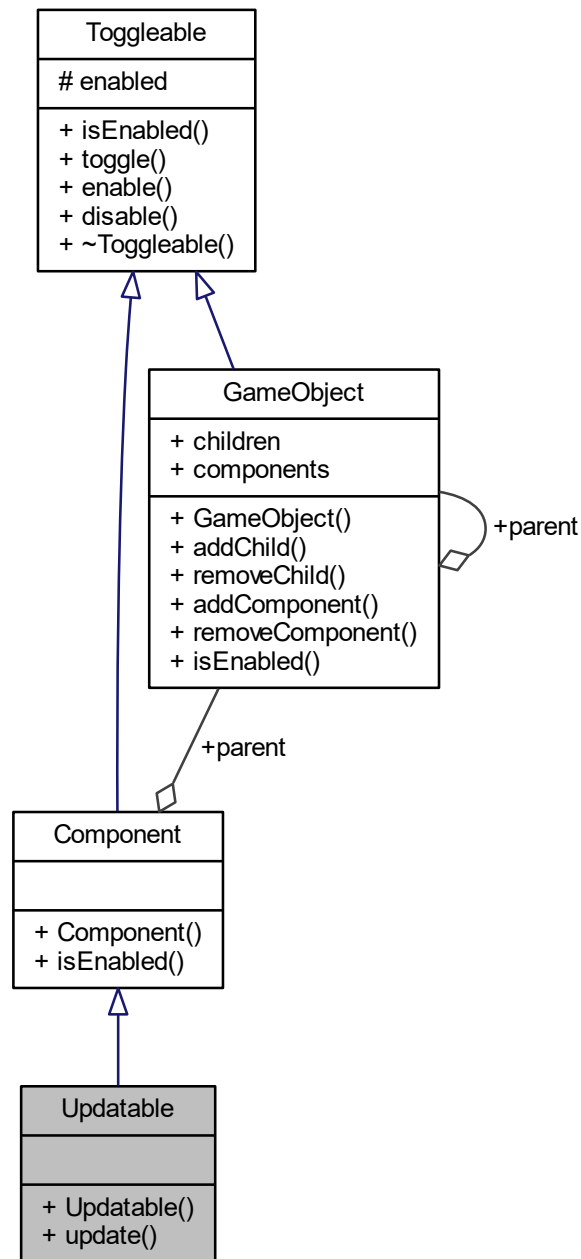 Toggleable
# enabled
+ isEnabled()
+ toggle()
+ enable()
+ disable()
+ ~Toggleable()
GameObject
+ children
+ components
+ GameObject()
+ addChild()
+ removeChild()
+ addComponent()
+ removeComponent()
+ isEnabled()
+parent
+parent
Component
+ Component()
+ isEnabled()
Updatable
+ Updatable()
+ update()